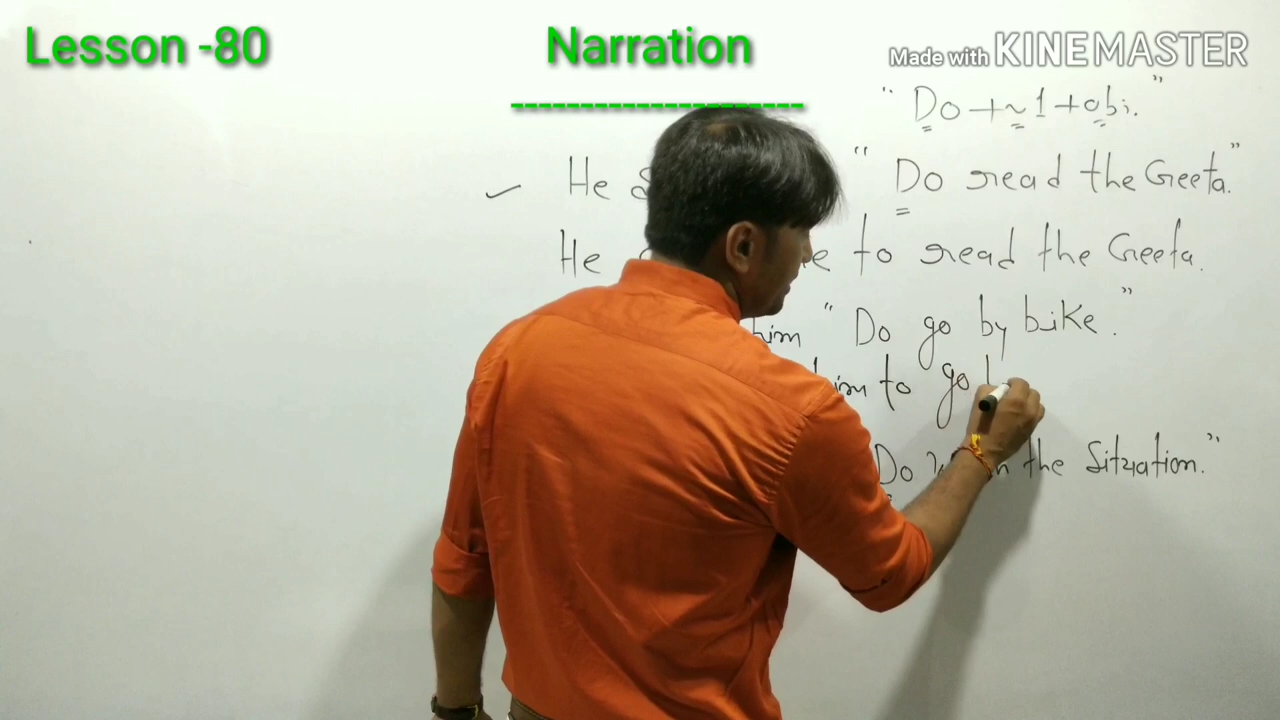 Lesson -80
Narration
---------------------
Made with KINEMASTER
" Do + v1 + obj. "
He " Do read the Geeta."
He to read the Geeta.
him " Do go by bike."
him to go
Do the Situation."